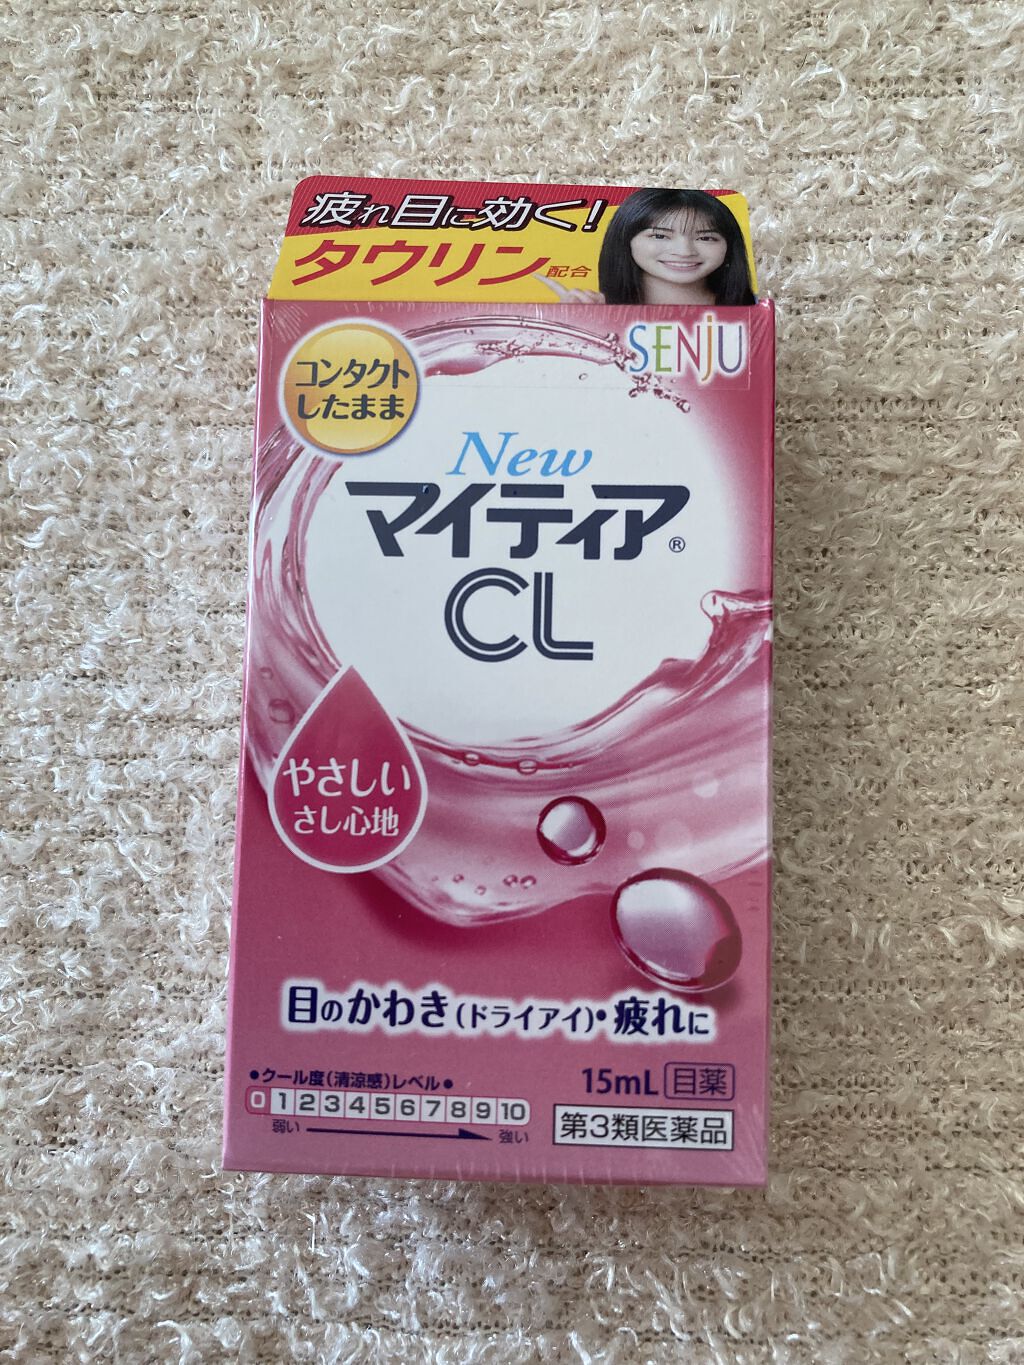 疲れ目に効く!
タウリン配合
SENJU
コンタクト
したまま
New
マイティア®
CL
やさしい
さし心地
目のかわき(ドライアイ)・疲れに
●クール度(清涼感)レベル●
0 1 2 3 4 5 6 7 8 9 10
弱い 強い
15mL 目薬
第3類医薬品